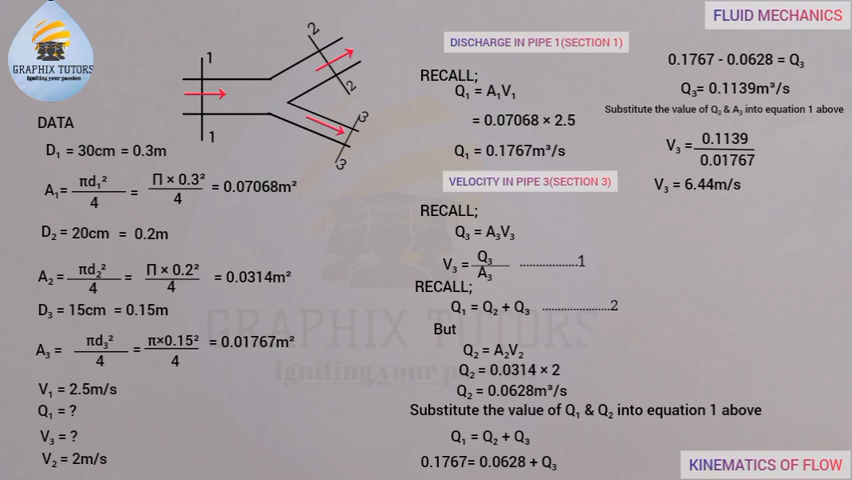 FLUID MECHANICS
GRAPHIX TUTORS
Igniting your passion
1
1
2
2
3
3
DATA
D₁ = 30cm = 0.3m
A₁= πd₁²/4 = Π × 0.3²/4 = 0.07068m²
D₂ = 20cm = 0.2m
A₂ = πd₂²/4 = Π × 0.2²/4 = 0.0314m²
D₃ = 15cm = 0.15m
A₃ = πd₃²/4 = π×0.15²/4 = 0.01767m²
V₁ = 2.5m/s
Q₁ = ?
V₃ = ?
V₂ = 2m/s
DISCHARGE IN PIPE 1(SECTION 1)
RECALL;
Q₁ = A₁V₁
= 0.07068 × 2.5
Q₁ = 0.1767m³/s
VELOCITY IN PIPE 3(SECTION 3)
RECALL;
Q₃ = A₃V₃
V₃ = Q₃/A₃ ..................1
RECALL;
Q₁ = Q₂ + Q₃ .....................2
But
Q₂ = A₂V₂
Q₂ = 0.0314 × 2
Q₂ = 0.0628m³/s
Substitute the value of Q₁ & Q₂ into equation 1 above
Q₁ = Q₂ + Q₃
0.1767= 0.0628 + Q₃
0.1767 - 0.0628 = Q₃
Q₃= 0.1139m³/s
Substitute the value of Q₃ & A₃ into equation 1 above
V₃ = 0.1139/0.01767
V₃ = 6.44m/s
GRAPHIX TUTORS
Igniting your passion
KINEMATICS OF FLOW